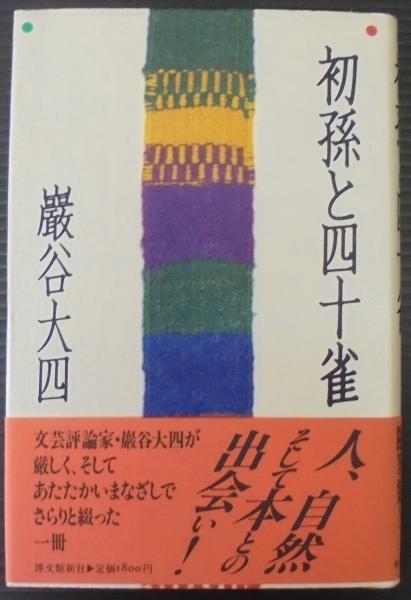 初孫と四十雀
巖谷大四
人、自然
そして本との
出会い!
文芸評論家・巖谷大四が
厳しく、そして
あたたかいまなざしで
さらりと綴った
一冊
博文館新社▶定価1800円